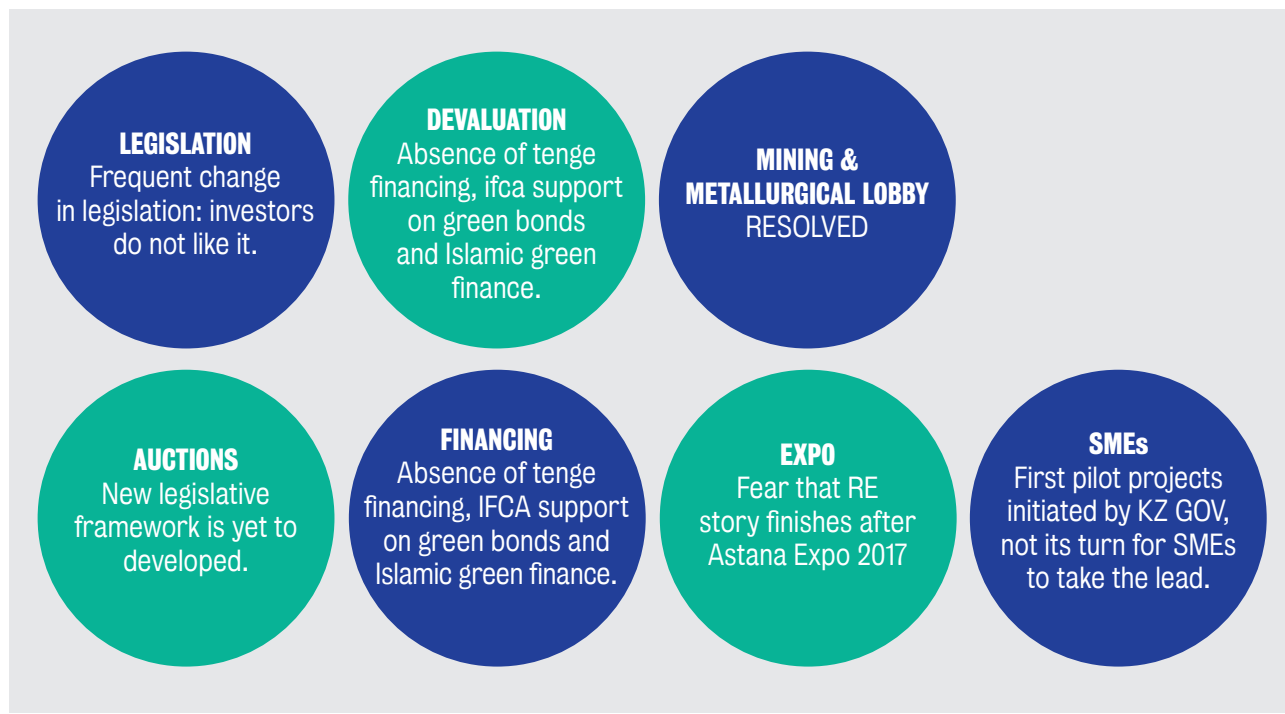 LEGISLATION
Frequent change
in legislation: investors
do not like it.
DEVALUATION
Absence of tenge
financing, ifca support
on green bonds
and Islamic green
finance.
MINING &
METALLURGICAL LOBBY
RESOLVED
AUCTIONS
New legislative
framework is yet to
developed.
FINANCING
Absence of tenge
financing, IFCA support
on green bonds and
Islamic green finance.
EXPO
Fear that RE
story finishes after
Astana Expo 2017
SMEs
First pilot projects
initiated by KZ GOV,
not its turn for SMEs
to take the lead.